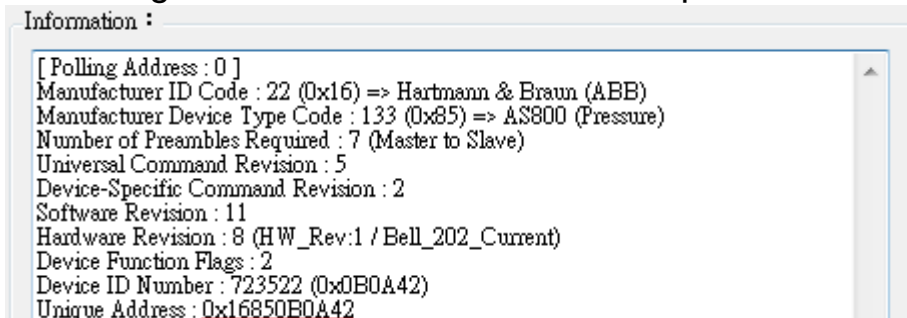 Information :
[ Polling Address : 0 ]
Manufacturer ID Code : 22 (0x16) => Hartmann & Braun (ABB)
Manufacturer Device Type Code : 133 (0x85) => AS800 (Pressure)
Number of Preambles Required : 7 (Master to Slave)
Universal Command Revision : 5
Device-Specific Command Revision : 2
Software Revision : 11
Hardware Revision : 8 (HW_Rev:1 / Bell_202_Current)
Device Function Flags : 2
Device ID Number : 723522 (0x0B0A42)
Unique Address : 0x16850B0A42